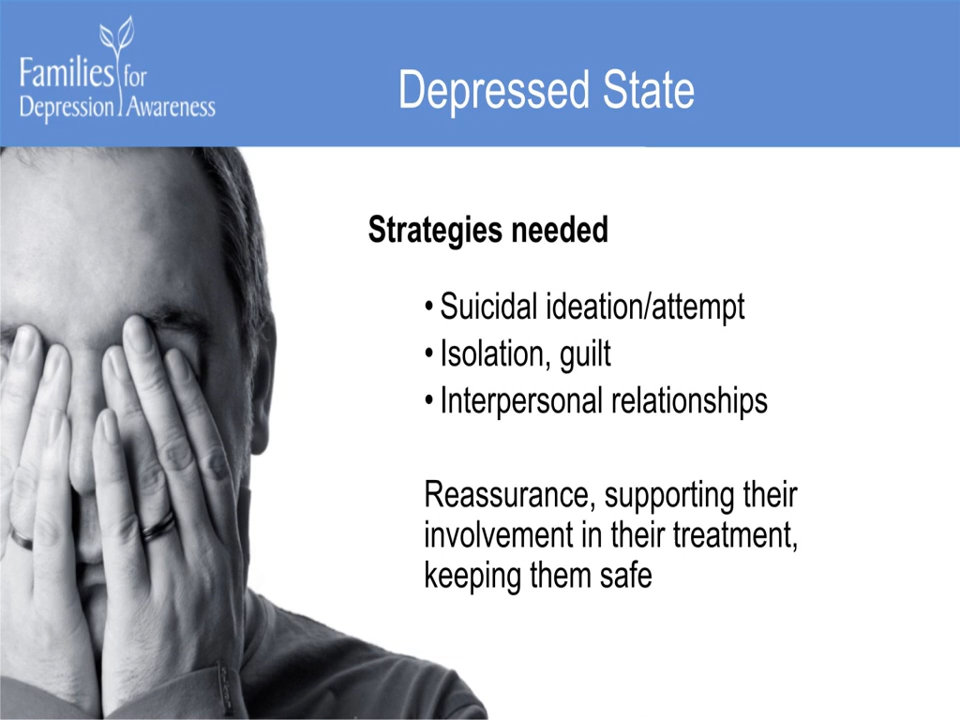 Families for
Depression Awareness
Depressed State
Strategies needed
• Suicidal ideation/attempt
• Isolation, guilt
• Interpersonal relationships
Reassurance, supporting their
involvement in their treatment,
keeping them safe